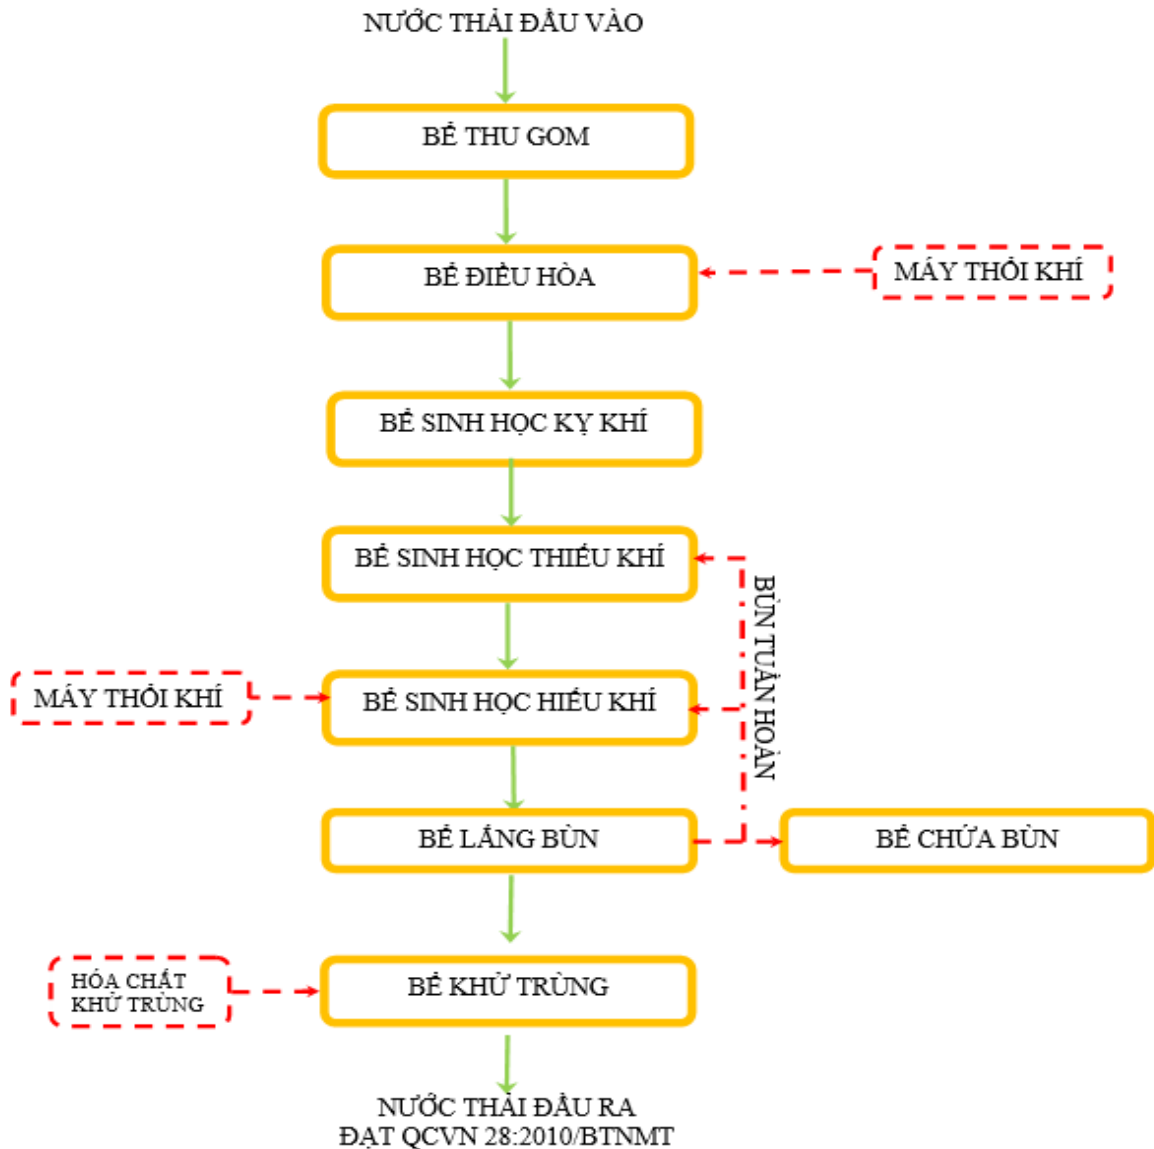 NƯỚC THẢI ĐẦU VÀO
BỂ THU GOM
BỂ ĐIỀU HÒA
MÁY THỔI KHÍ
BỂ SINH HỌC KỴ KHÍ
BỂ SINH HỌC THIẾU KHÍ
BÙN TUẦN HOÀN
MÁY THỔI KHÍ
BỂ SINH HỌC HIẾU KHÍ
BỂ LẮNG BÙN
BỂ CHỨA BÙN
HÓA CHẤT
KHỬ TRÙNG
BỂ KHỬ TRÙNG
NƯỚC THẢI ĐẦU RA
ĐẠT QCVN 28:2010/BTNMT